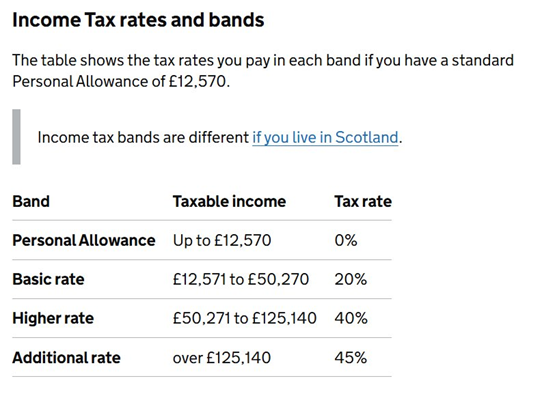 Income Tax rates and bands
The table shows the tax rates you pay in each band if you have a standard
Personal Allowance of £12,570.
Income tax bands are different if you live in Scotland.
Band Taxable income Tax rate
Personal Allowance Up to £12,570 0%
Basic rate £12,571 to £50,270 20%
Higher rate £50,271 to £125,140 40%
Additional rate over £125,140 45%